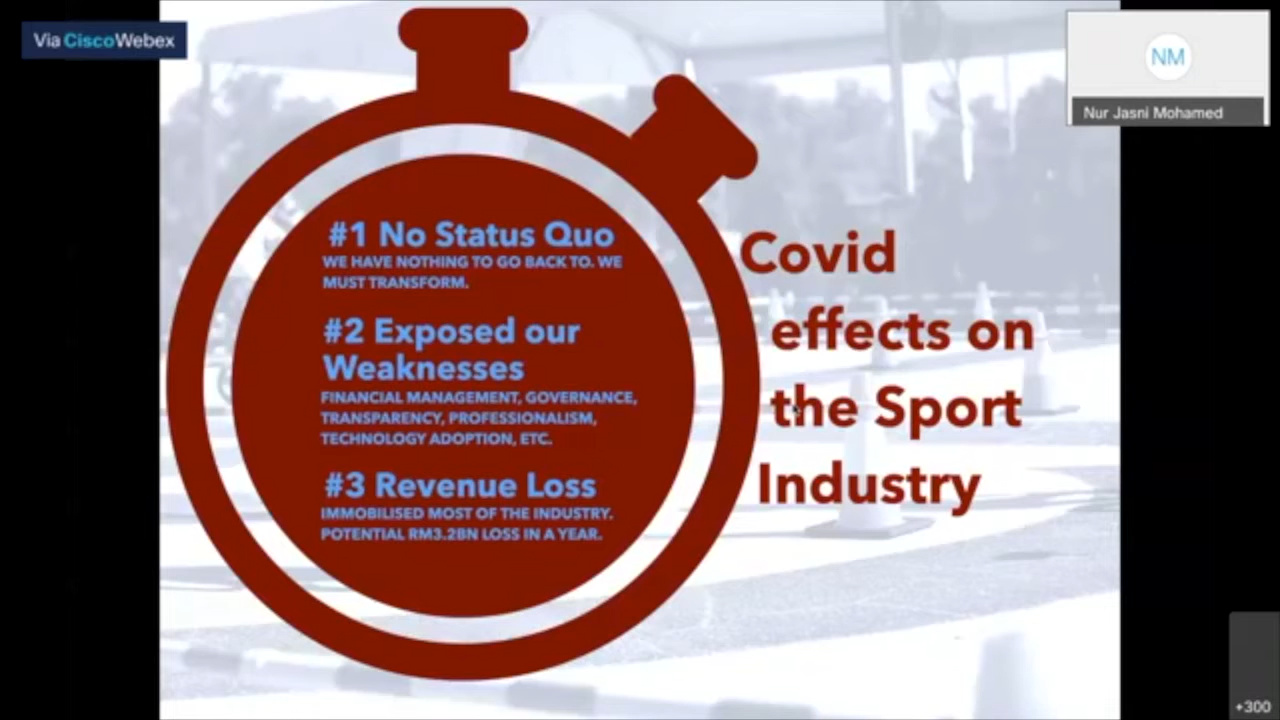 Via CiscoWebex
NM
Nur Jasni Mohamed
#1 No Status Quo
WE HAVE NOTHING TO GO BACK TO. WE
MUST TRANSFORM.
#2 Exposed our
Weaknesses
FINANCIAL MANAGEMENT, GOVERNANCE,
TRANSPARENCY, PROFESSIONALISM,
TECHNOLOGY ADOPTION, ETC.
#3 Revenue Loss
IMMOBILISED MOST OF THE INDUSTRY.
POTENTIAL RM3.2BN LOSS IN A YEAR.
Covid
effects on
the Sport
Industry
+300